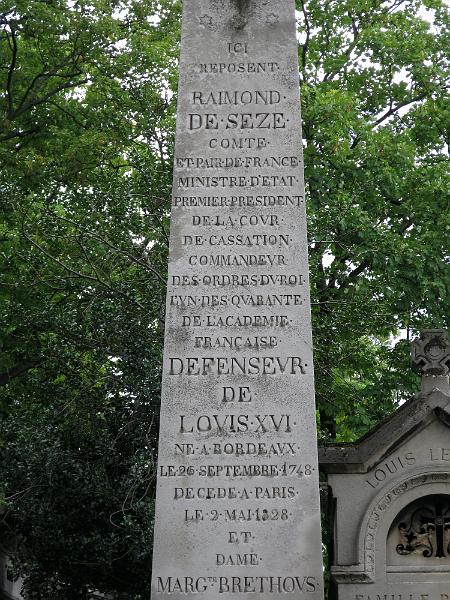 ICI
REPOSENT·
RAIMOND·
DE·SEZE·
COMTE·
ET·PAIR·DE·FRANCE·
MINISTRE·D'ETAT·
PREMIER·PRESIDENT·
DE·LA·COVR·
DE·CASSATION·
COMMANDEVR·
DES·ORDRES·DV·ROI·
L'VN·DES·QVARANTE·
DE·L'ACADEMIE·
FRANÇAISE·
DEFENSEVR·
DE·
LOVIS·XVI·
NE·A·BORDEAVX·
LE·26·SEPTEMBRE·1748·
DECEDE·A·PARIS·
LE·2·MAI·1828·
ET·
DAME·
MARGTE·BRETHOVS·
LOUIS LE
FAMILLE